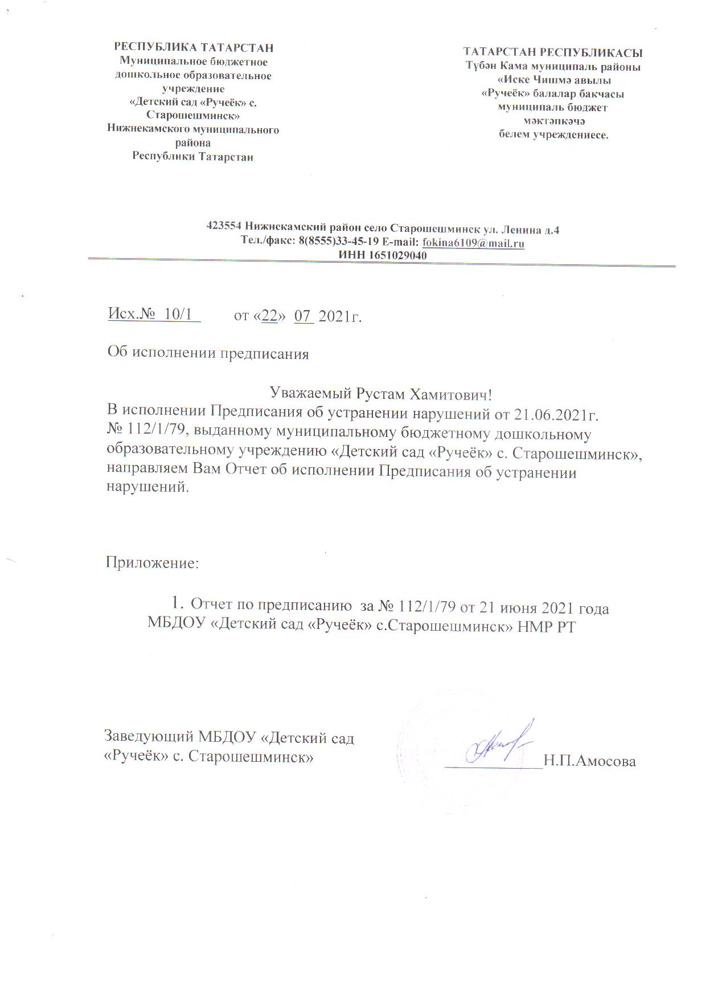 РЕСПУБЛИКА ТАТАРСТАН
Муниципальное бюджетное
дошкольное образовательное
учреждение
«Детский сад «Ручеёк» с.
Старошешминск»
Нижнекамского муниципального
района
Республики Татарстан
ТАТАРСТАН РЕСПУБЛИКАСЫ
Түбән Кама муниципаль районы
«Иске Чишмә авылы
«Ручеёк» балалар бакчасы
муниципаль бюджет
мәктәпкәчә
белем учреждениесе.
423554 Нижнекамский район село Старошешминск ул. Ленина д.4
Тел./факс: 8(8555)33-45-19 E-mail: fokina6109@mail.ru
ИНН 1651029040
Исх.№ 10/1 от «22» 07 2021г.
Об исполнении предписания
Уважаемый Рустам Хамитович!
В исполнении Предписания об устранении нарушений от 21.06.2021г.
№ 112/1/79, выданному муниципальному бюджетному дошкольному
образовательному учреждению «Детский сад «Ручеёк» с. Старошешминск»,
направляем Вам Отчет об исполнении Предписания об устранении
нарушений.
Приложение:
1. Отчет по предписанию за № 112/1/79 от 21 июня 2021 года
МБДОУ «Детский сад «Ручеёк» с.Старошешминск» НМР РТ
Заведующий МБДОУ «Детский сад
«Ручеёк» с. Старошешминск» ____________Н.П.Амосова